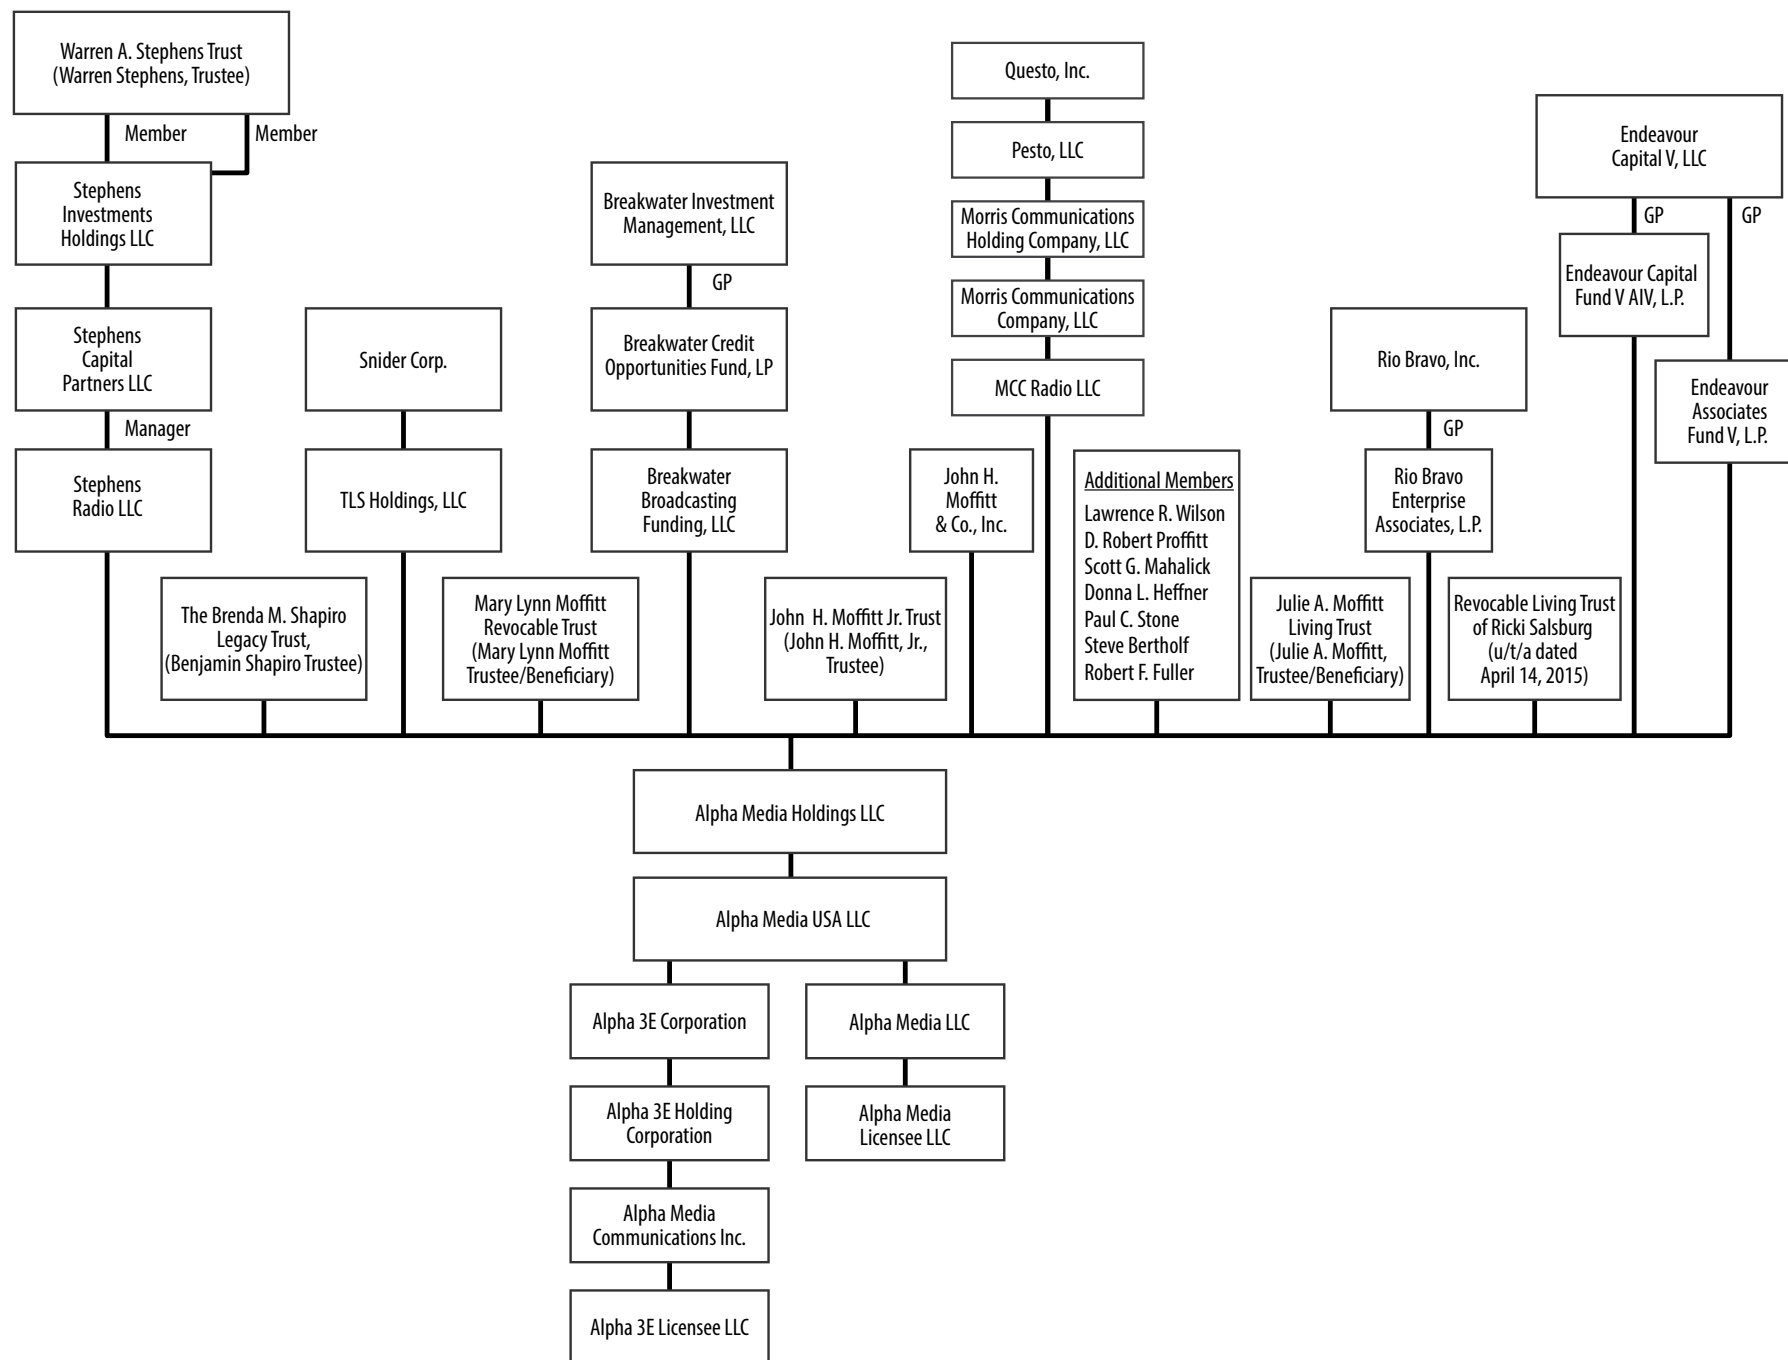 Warren A. Stephens Trust
(Warren Stephens, Trustee)
Member
Member
Stephens
Investments
Holdings LLC
Stephens
Capital
Partners LLC
Manager
Stephens
Radio LLC
The Brenda M. Shapiro
Legacy Trust,
(Benjamin Shapiro Trustee)
Snider Corp.
TLS Holdings, LLC
Mary Lynn Moffitt
Revocable Trust
(Mary Lynn Moffitt
Trustee/Beneficiary)
Breakwater Investment
Management, LLC
GP
Breakwater Credit
Opportunities Fund, LP
Breakwater
Broadcasting
Funding, LLC
John H. Moffitt Jr. Trust
(John H. Moffitt, Jr.,
Trustee)
John H.
Moffitt
& Co., Inc.
Questo, Inc.
Pesto, LLC
Morris Communications
Holding Company, LLC
Morris Communications
Company, LLC
MCC Radio LLC
Additional Members
Lawrence R. Wilson
D. Robert Proffitt
Scott G. Mahalick
Donna L. Heffner
Paul C. Stone
Steve Bertholf
Robert F. Fuller
Julie A. Moffitt
Living Trust
(Julie A. Moffitt,
Trustee/Beneficiary)
Rio Bravo, Inc.
GP
Rio Bravo
Enterprise
Associates, L.P.
Revocable Living Trust
of Ricki Salsburg
(u/t/a dated
April 14, 2015)
Endeavour
Capital V, LLC
GP
GP
Endeavour Capital
Fund V AIV, L.P.
Endeavour
Associates
Fund V, L.P.
Alpha Media Holdings LLC
Alpha Media USA LLC
Alpha 3E Corporation
Alpha Media LLC
Alpha 3E Holding
Corporation
Alpha Media
Licensee LLC
Alpha Media
Communications Inc.
Alpha 3E Licensee LLC